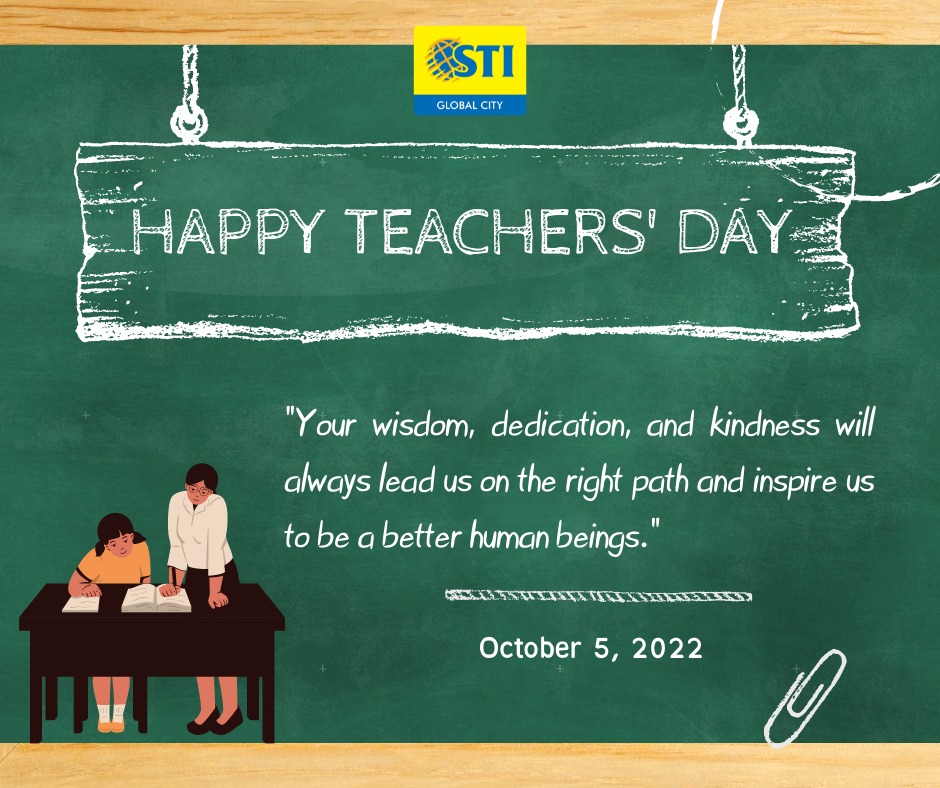 STI
GLOBAL CITY
HAPPY TEACHERS' DAY
"Your wisdom, dedication, and kindness will
always lead us on the right path and inspire us
to be a better human beings."
October 5, 2022